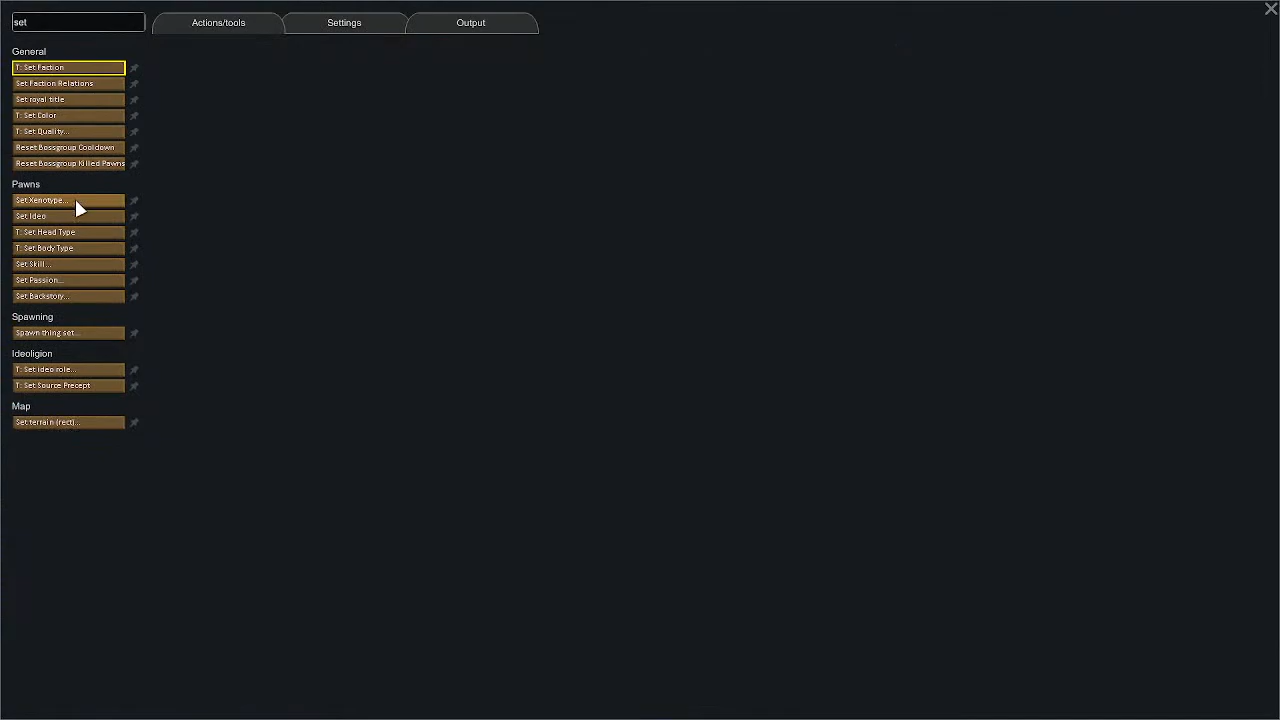 set
Actions/tools
Settings
Output
General
T: Set Faction
Set Faction Relations
Set royal title
T: Set Color
T: Set Quality...
Reset Bossgroup Cooldown
Reset Bossgroup Killed Pawns
Pawns
Set Xenotype...
Set Ideo
T: Set Head Type
T: Set Body Type
Set Skill...
Set Passion...
Set Backstory...
Spawning
Spawn thing set...
Ideoligion
T: Set ideo role...
T: Set Source Precept
Map
Set terrain (rect)...